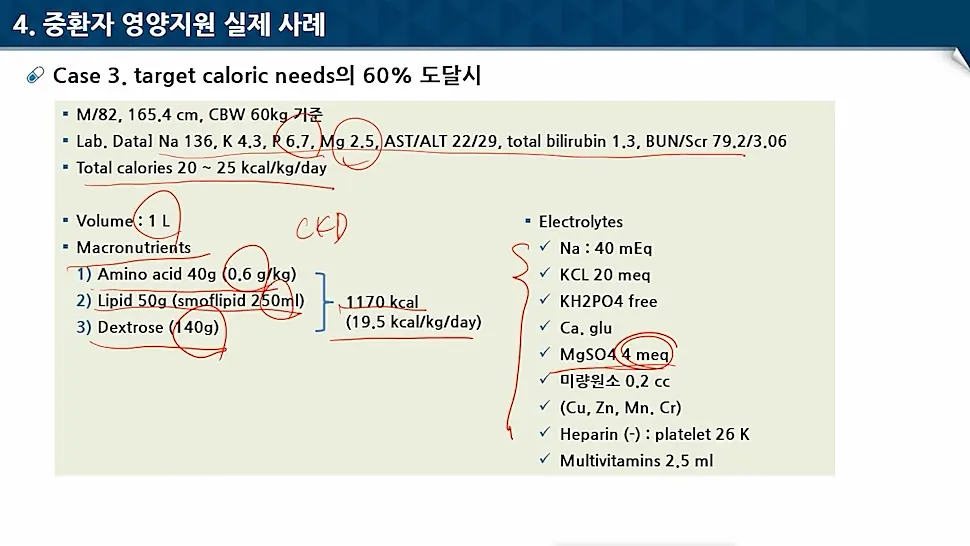 4. 중환자 영양지원 실제 사례
Case 3. target caloric needs의 60% 도달시
▪ M/82, 165.4 cm, CBW 60kg 기준
▪ Lab. Data] Na 136, K 4.3, P 6.7, Mg 2.5, AST/ALT 22/29, total bilirubin 1.3, BUN/Scr 79.2/3.06
▪ Total calories 20 ~ 25 kcal/kg/day
▪ Volume : 1 L
CKD
▪ Macronutrients
1) Amino acid 40g (0.6 g/kg)
2) Lipid 50g (smoflipid 250ml)
3) Dextrose (140g)
1170 kcal
(19.5 kcal/kg/day)
▪ Electrolytes
✓ Na : 40 mEq
✓ KCL 20 meq
✓ KH2PO4 free
✓ Ca. glu
✓ MgSO4 4 meq
✓ 미량원소 0.2 cc
✓ (Cu, Zn, Mn. Cr)
✓ Heparin (-) : platelet 26 K
✓ Multivitamins 2.5 ml